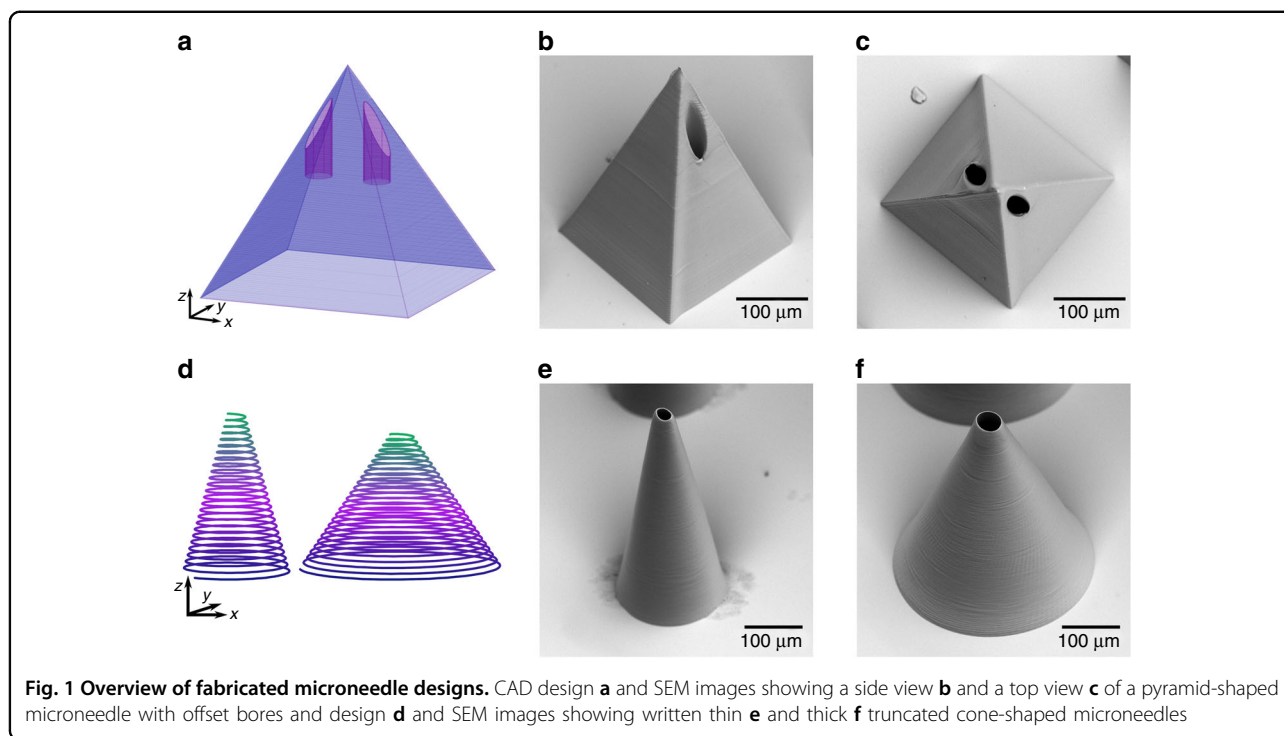 a
b
c
z
y
x
100 μm
100 μm
d
e
f
z
y
x
100 μm
100 μm
Fig. 1 Overview of fabricated microneedle designs. CAD design a and SEM images showing a side view b and a top view c of a pyramid-shaped
microneedle with offset bores and design d and SEM images showing written thin e and thick f truncated cone-shaped microneedles